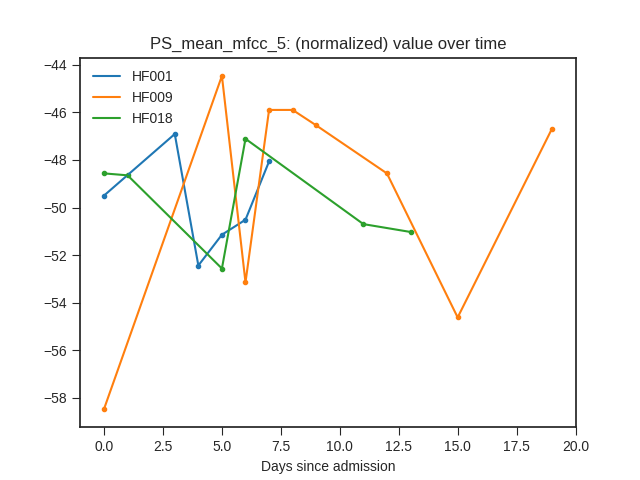 PS_mean_mfcc_5: (normalized) value over time
HF001
HF009
HF018
−44
−46
−48
−50
−52
−54
−56
−58
0.0 2.5 5.0 7.5 10.0 12.5 15.0 17.5 20.0
Days since admission